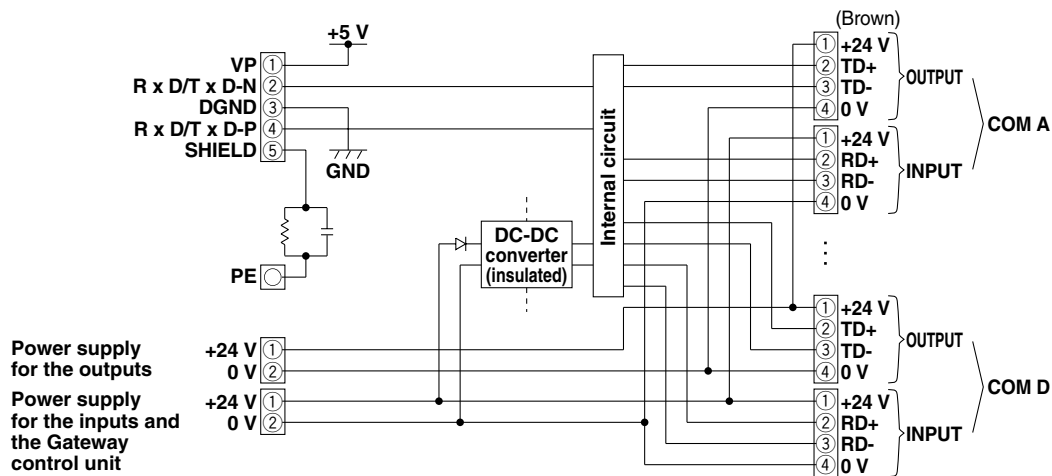 +5 V
VP ①
R x D/T x D-N ②
DGND ③
R x D/T x D-P ④
SHIELD ⑤
GND
PE
DC-DC
converter
(insulated)
Internal circuit
Power supply
for the outputs
+24 V ①
0 V ②
Power supply
for the inputs and
the Gateway
control unit
+24 V ①
0 V ②
(Brown)
① +24 V
② TD+
③ TD-
④ 0 V
OUTPUT
① +24 V
② RD+
③ RD-
④ 0 V
INPUT
COM A
⋮
① +24 V
② TD+
③ TD-
④ 0 V
OUTPUT
① +24 V
② RD+
③ RD-
④ 0 V
INPUT
COM D